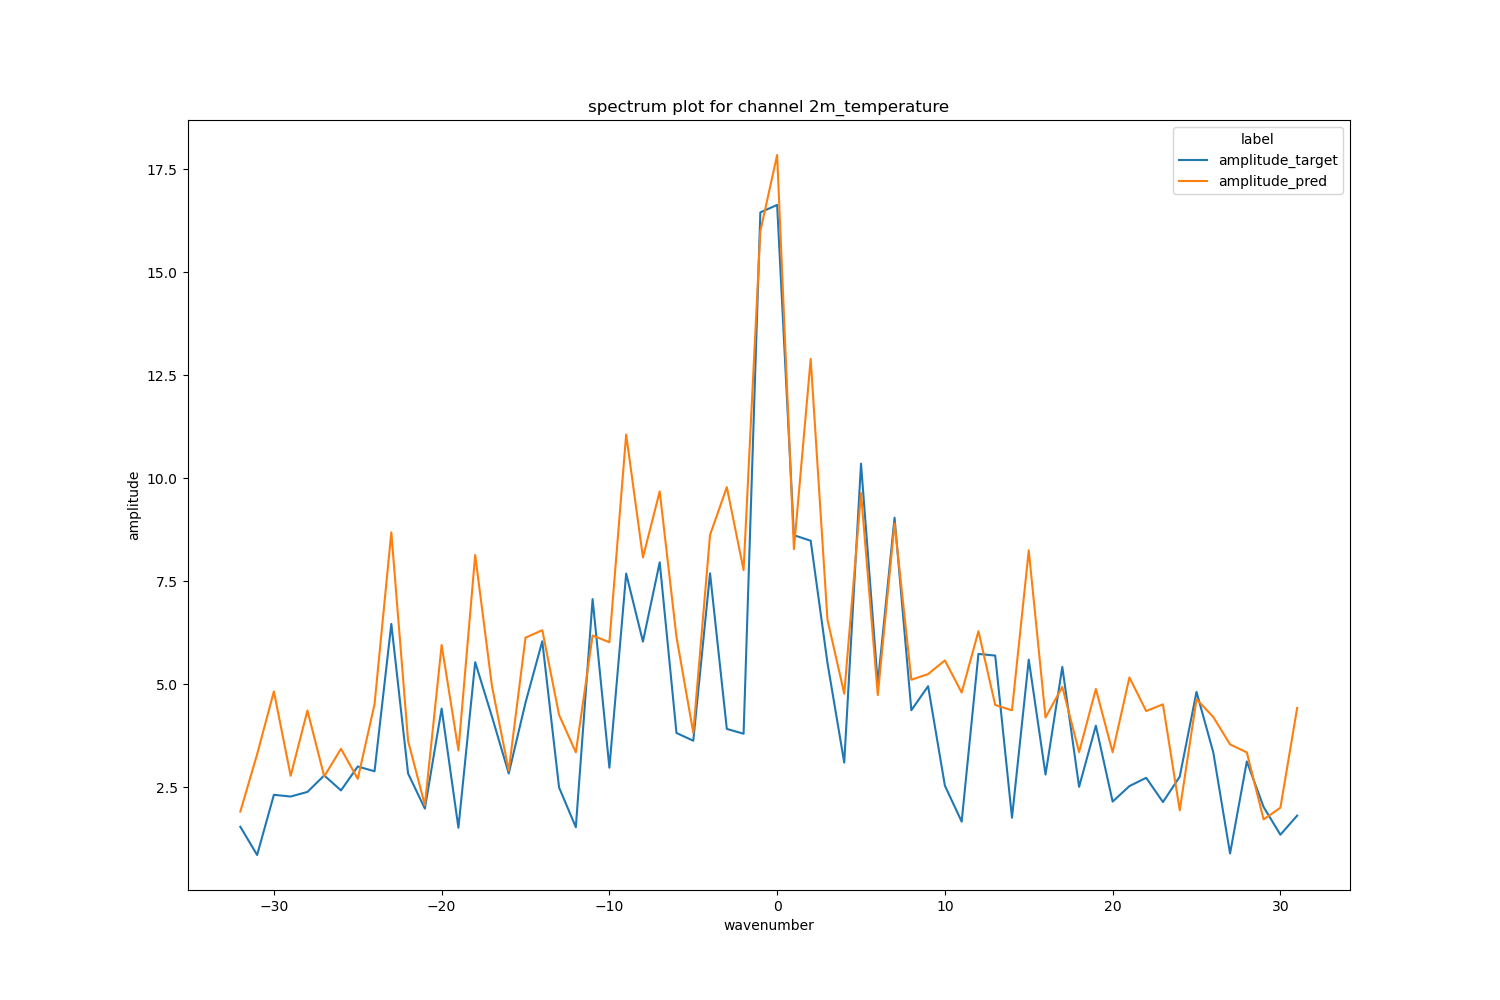 spectrum plot for channel 2m_temperature
label
amplitude_target
amplitude_pred
17.5
15.0
12.5
10.0
7.5
5.0
2.5
amplitude
−30
−20
−10
0
10
20
30
wavenumber